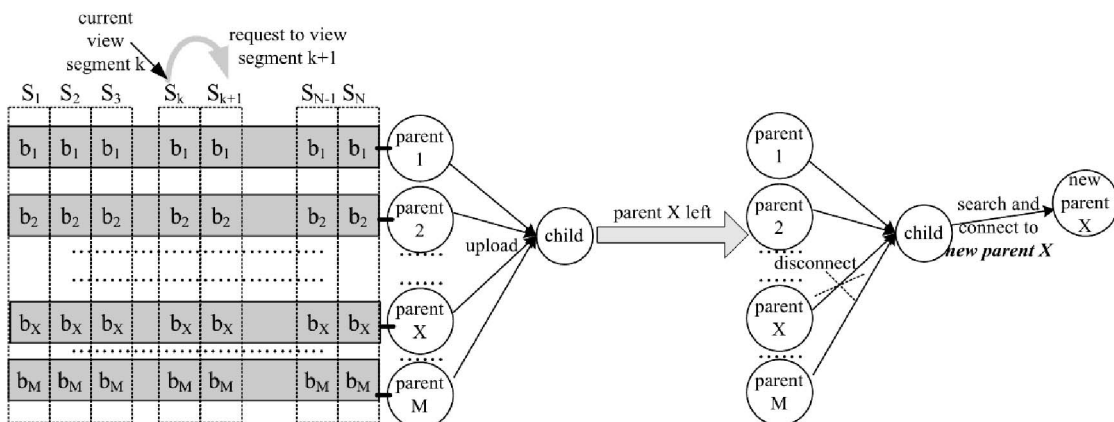 current
view
segment k
request to view
segment k+1
S1 S2 S3 Sk Sk+1 SN-1 SN
b1 b1 b1 b1 b1 b1 b1
parent
1
b2 b2 b2 b2 b2 b2 b2
parent
2
bX bX bX bX bX bX bX
parent
X
bM bM bM bM bM bM bM
parent
M
upload
child
parent X left
parent
1
parent
2
disconnect
parent
X
parent
M
child
search and
connect to
new parent X
new
parent
X